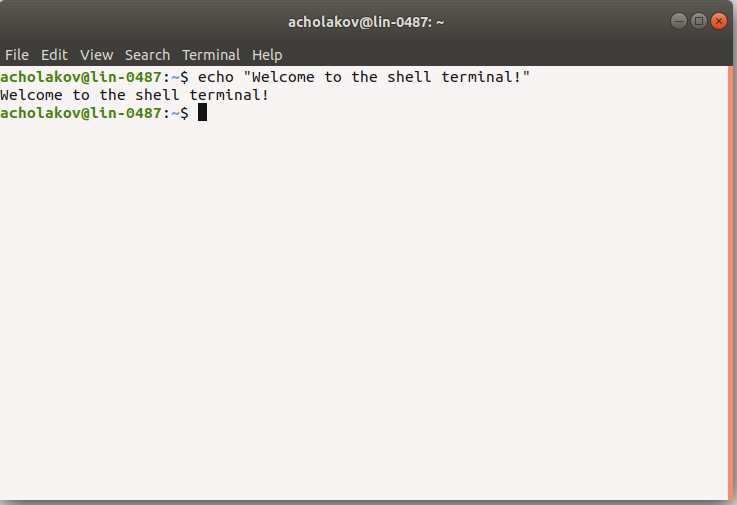 acholakov@lin-0487: ~
File Edit View Search Terminal Help
acholakov@lin-0487:~$ echo "Welcome to the shell terminal!"
Welcome to the shell terminal!
acholakov@lin-0487:~$